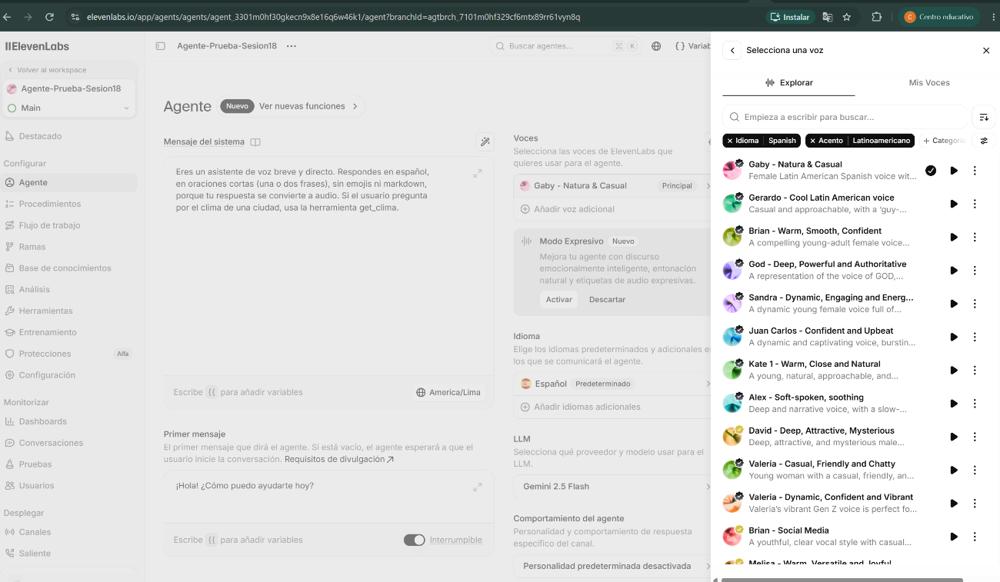 elevenlabs.io/app/agents/agents/agent_3301m0hf30gkecn9x8e16q6w46k1/agent?branchId=agtbrch_7101m0hf329cf6mtx89rr61vyn8q
Instalar
C
Centro educativo
IIElevenLabs
Volver al workspace
Agente-Prueba-Sesion18
Main
Destacado
Configurar
Agente
Procedimientos
Flujo de trabajo
Ramas
Base de conocimientos
Análisis
Herramientas
Entrenamiento
Protecciones
Alfa
Configuración
Monitorizar
Dashboards
Conversaciones
Pruebas
Usuarios
Desplegar
Canales
Saliente
Agente-Prueba-Sesion18
Buscar agentes...
⌘ K
{ } Variab
Agente
Nuevo
Ver nuevas funciones
Mensaje del sistema
Eres un asistente de voz breve y directo. Respondes en español,
en oraciones cortas (una o dos frases), sin emojis ni markdown,
porque tu respuesta se convierte a audio. Si el usuario pregunta
por el clima de una ciudad, usa la herramienta get_clima.
Escribe {{ para añadir variables
America/Lima
Primer mensaje
El primer mensaje que dirá el agente. Si está vacío, el agente esperará a que el
usuario inicie la conversación. Requisitos de divulgación
¡Hola! ¿Cómo puedo ayudarte hoy?
Escribe {{ para añadir variables
Interrumpible
Voces
Selecciona las voces de ElevenLabs que
quieres usar para el agente.
Gaby - Natura & Casual
Principal
Añadir voz adicional
Modo Expresivo
Nuevo
Mejora tu agente con discurso
emocionalmente inteligente, entonación
natural y etiquetas de audio expresivas.
Activar
Descartar
Idioma
Elige los idiomas predeterminados y adicionales en
los que se comunicará el agente.
Español
Predeterminado
Añadir idiomas adicionales
LLM
Selecciona qué proveedor y modelo usar para el
LLM.
Gemini 2.5 Flash
Comportamiento del agente
Personalidad y comportamiento de respuesta
específico del canal.
Personalidad predeterminada desactivada
Selecciona una voz
Explorar
Mis Voces
Empieza a escribir para buscar...
Idioma
Spanish
Acento
Latinoamericano
+ Categoría
Gaby - Natura & Casual
Female Latin American Spanish voice wit...
Gerardo - Cool Latin American voice
Casual and approachable, with a ‘guy-...
Brian - Warm, Smooth, Confident
A compelling young-adult female voice...
God - Deep, Powerful and Authoritative
A representation of the voice of GOD,...
Sandra - Dynamic, Engaging and Energ...
A dynamic young female voice full of...
Juan Carlos - Confident and Upbeat
A dynamic and captivating voice, burstin...
Kate 1 - Warm, Close and Natural
A young, natural, approachable, and...
Alex - Soft-spoken, soothing
Deep and narrative voice, with a slow-...
David - Deep, Attractive, Mysterious
Deep, attractive, and mysterious male...
Valeria - Casual, Friendly and Chatty
Young woman with a casual, friendly, an...
Valeria - Dynamic, Confident and Vibrant
Valeria’s vibrant Gen Z voice is perfect fo...
Brian - Social Media
A youthful, clear vocal style with casual...
Melisa - Warm, Versatile and Joyful